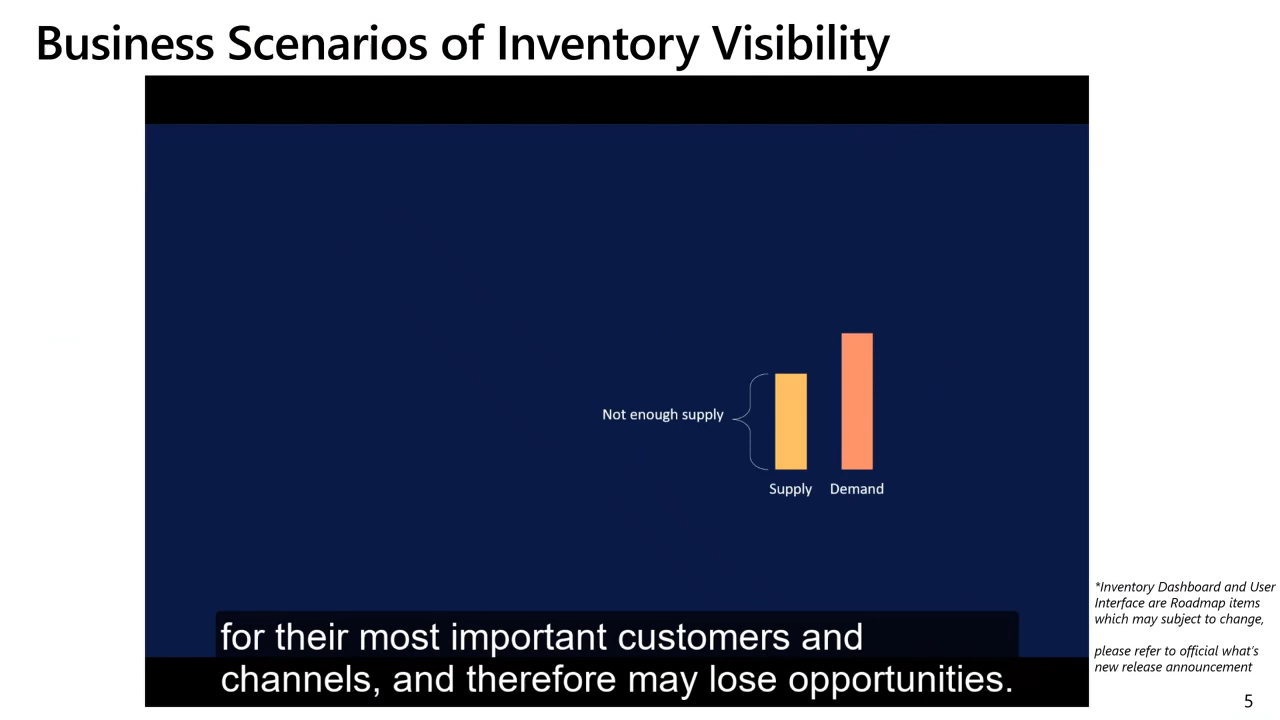 Business Scenarios of Inventory Visibility
Not enough supply
Supply
Demand
for their most important customers and
channels, and therefore may lose opportunities.
*Inventory Dashboard and User
Interface are Roadmap items
which may subject to change,
please refer to official what's
new release announcement
5